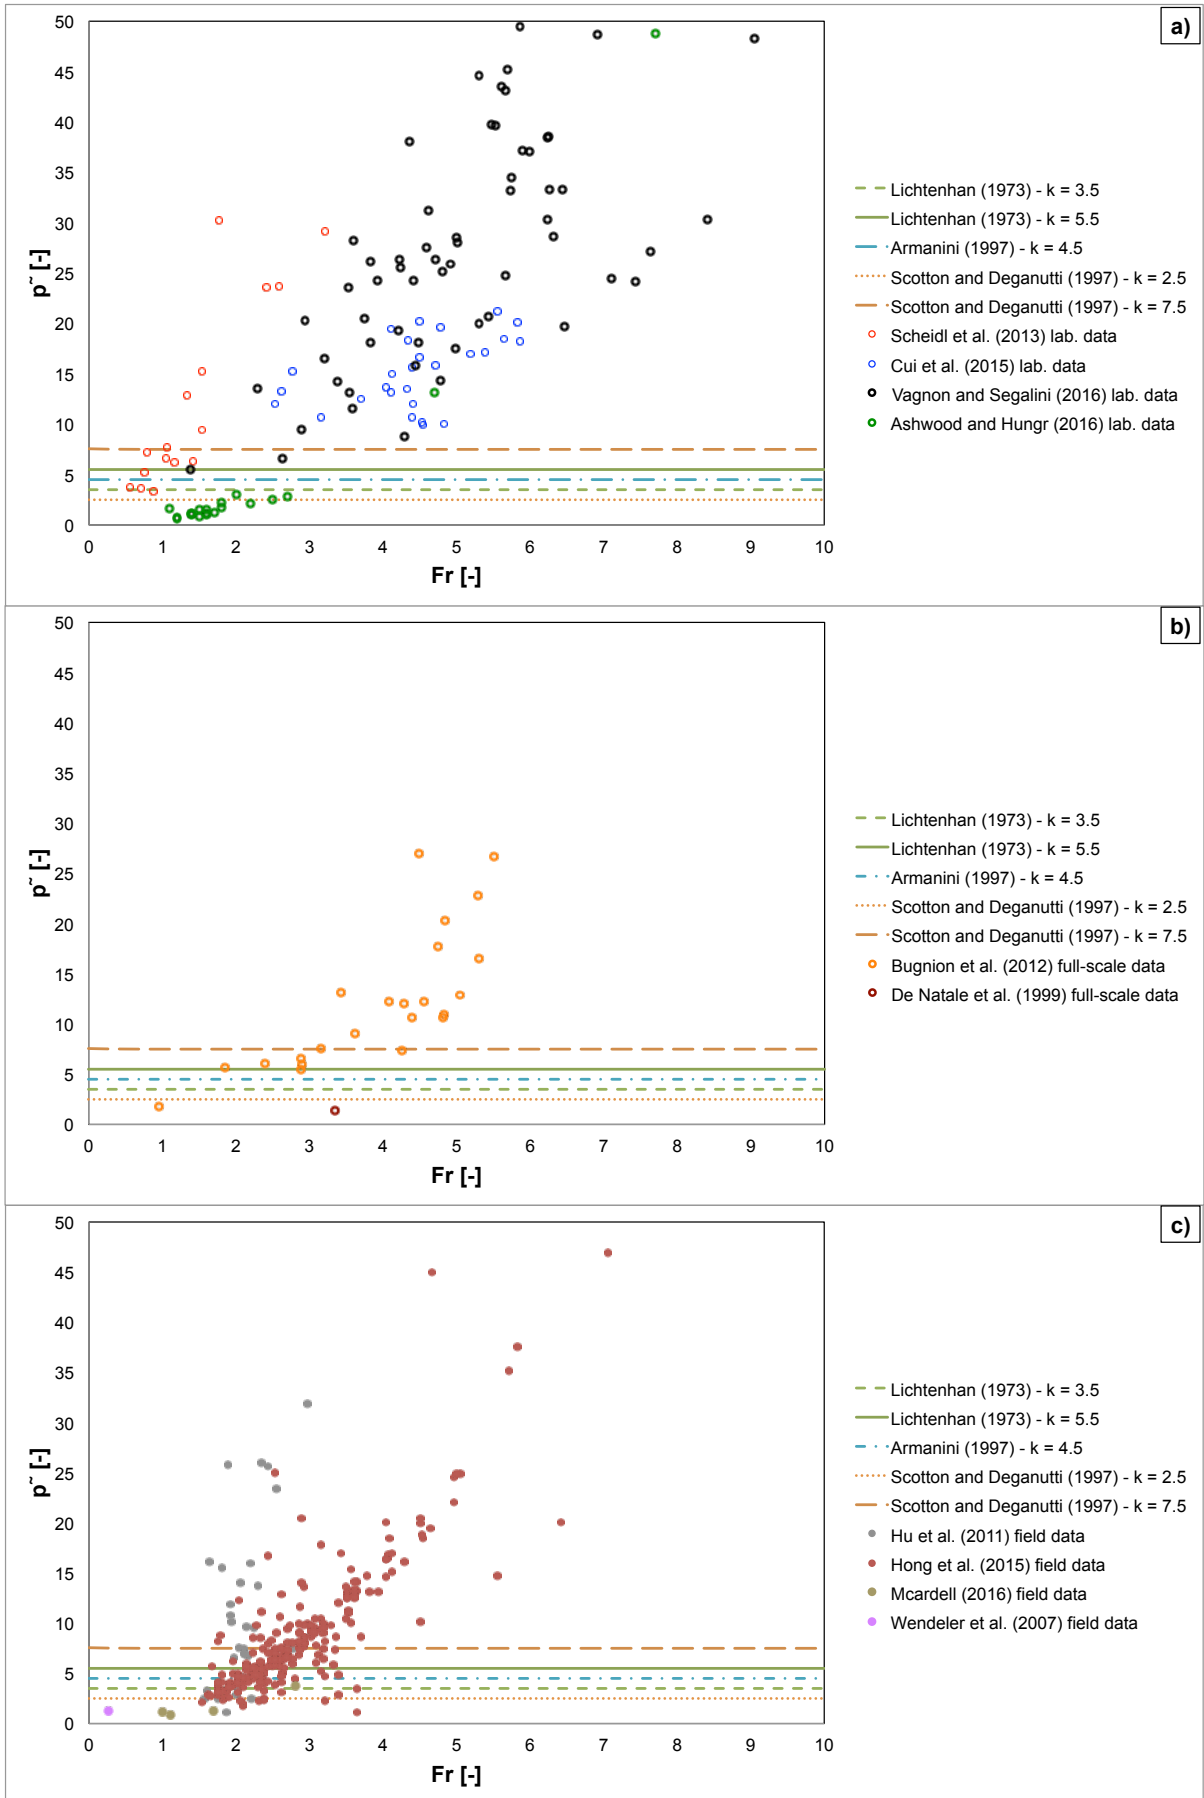 a)
50
45
40
35
30
25
20
15
10
5
0
p˜ [-]
0 1 2 3 4 5 6 7 8 9 10
Fr [-]
Lichtenhan (1973) - k = 3.5
Lichtenhan (1973) - k = 5.5
Armanini (1997) - k = 4.5
Scotton and Deganutti (1997) - k = 2.5
Scotton and Deganutti (1997) - k = 7.5
Scheidl et al. (2013) lab. data
Cui et al. (2015) lab. data
Vagnon and Segalini (2016) lab. data
Ashwood and Hungr (2016) lab. data
b)
50
45
40
35
30
25
20
15
10
5
0
p˜ [-]
0 1 2 3 4 5 6 7 8 9 10
Fr [-]
Lichtenhan (1973) - k = 3.5
Lichtenhan (1973) - k = 5.5
Armanini (1997) - k = 4.5
Scotton and Deganutti (1997) - k = 2.5
Scotton and Deganutti (1997) - k = 7.5
Bugnion et al. (2012) full-scale data
De Natale et al. (1999) full-scale data
c)
50
45
40
35
30
25
20
15
10
5
0
p˜ [-]
0 1 2 3 4 5 6 7 8 9 10
Fr [-]
Lichtenhan (1973) - k = 3.5
Lichtenhan (1973) - k = 5.5
Armanini (1997) - k = 4.5
Scotton and Deganutti (1997) - k = 2.5
Scotton and Deganutti (1997) - k = 7.5
Hu et al. (2011) field data
Hong et al. (2015) field data
Mcardell (2016) field data
Wendeler et al. (2007) field data